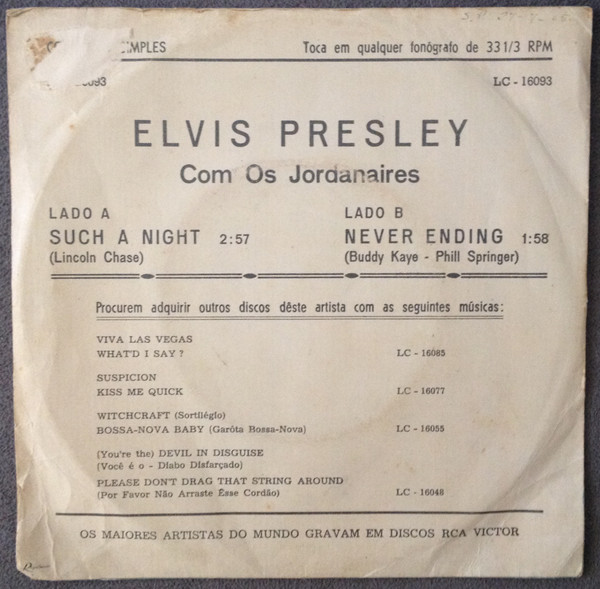 Toca em qualquer fonógrafo de 33 1/3 RPM
LC - 16093
ELVIS PRESLEY
Com Os Jordanaires
LADO A
SUCH A NIGHT 2:57
(Lincoln Chase)
LADO B
NEVER ENDING 1:58
(Buddy Kaye - Phill Springer)
Procurem adquirir outros discos dêste artista com as seguintes músicas:
VIVA LAS VEGAS
WHAT'D I SAY ? LC - 16085
SUSPICION
KISS ME QUICK LC - 16077
WITCHCRAFT (Sortilégio)
BOSSA-NOVA BABY (Garôta Bossa-Nova) LC - 16055
(You're the) DEVIL IN DISGUISE
(Você é o - Diabo Disfarçado)
PLEASE DON'T DRAG THAT STRING AROUND
(Por Favor Não Arraste Êsse Cordão) LC - 16048
OS MAIORES ARTISTAS DO MUNDO GRAVAM EM DISCOS RCA VICTOR